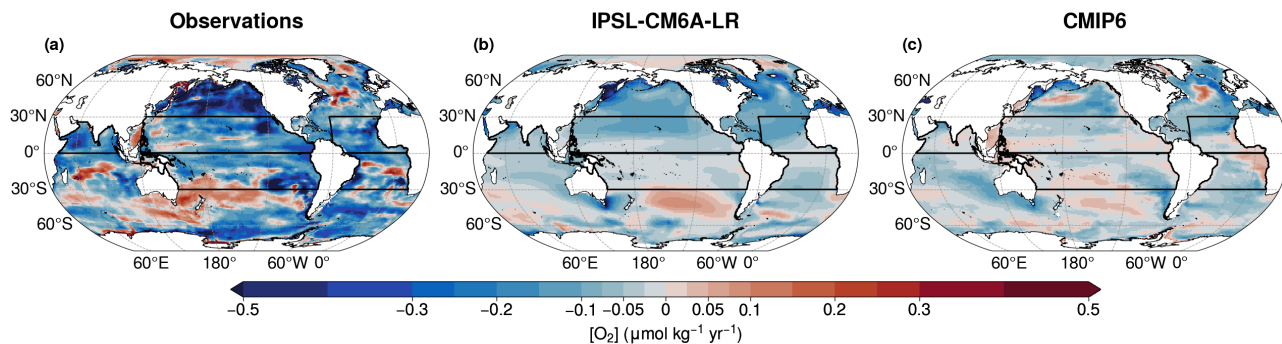 Observations
IPSL-CM6A-LR
CMIP6
(a)
(b)
(c)
60°N
30°N
0°
30°S
60°S
60°N
30°N
0°
30°S
60°S
60°N
30°N
0°
30°S
60°S
60°E 180° 60°W 0°
60°E 180° 60°W 0°
60°E 180° 60°W 0°
−0.5 −0.3 −0.2 −0.1 −0.05 0 0.05 0.1 0.2 0.3 0.5
[O₂] (µmol kg⁻¹ yr⁻¹)